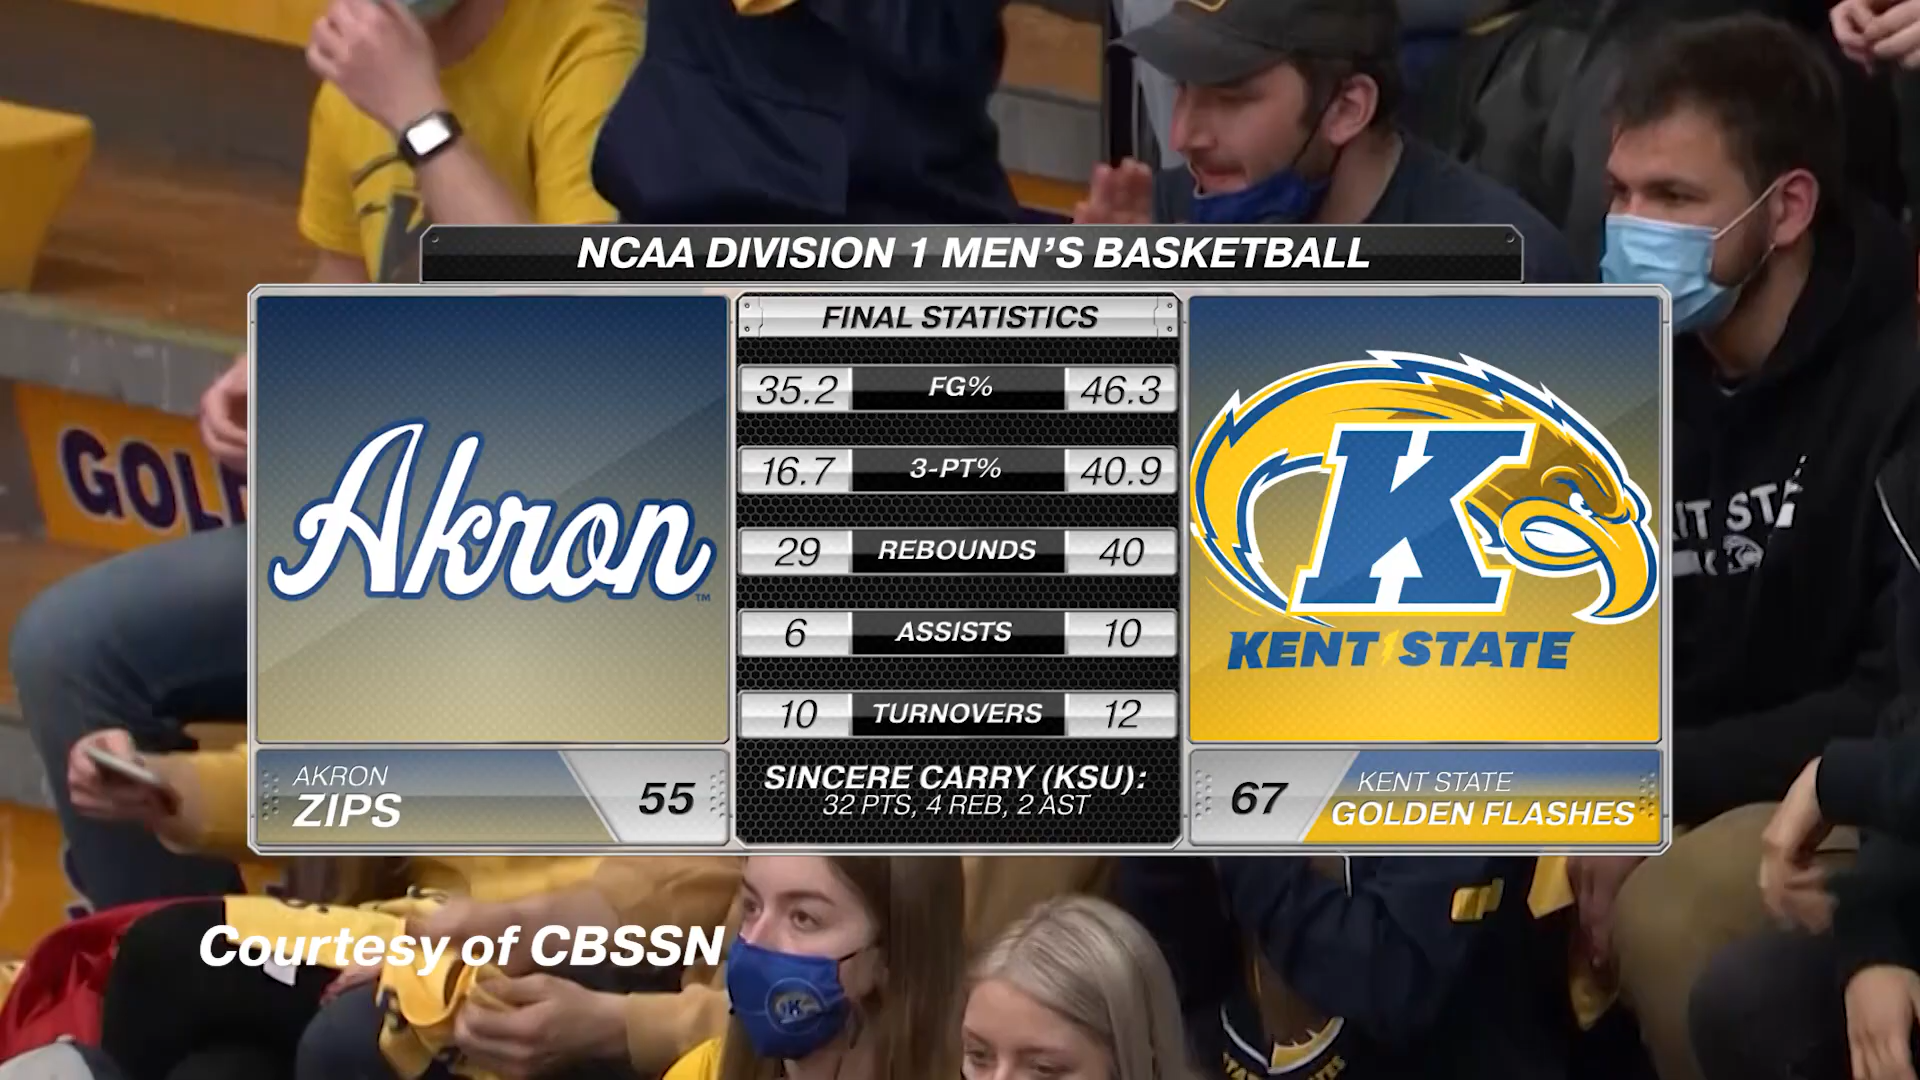 NCAA DIVISION 1 MEN'S BASKETBALL
FINAL STATISTICS
35.2 FG% 46.3
16.7 3-PT% 40.9
29 REBOUNDS 40
6 ASSISTS 10
10 TURNOVERS 12
SINCERE CARRY (KSU):
32 PTS, 4 REB, 2 AST
Akron
TM
AKRON
ZIPS
55
K
KENT STATE
67
KENT STATE
GOLDEN FLASHES
GOL
K
Courtesy of CBSSN